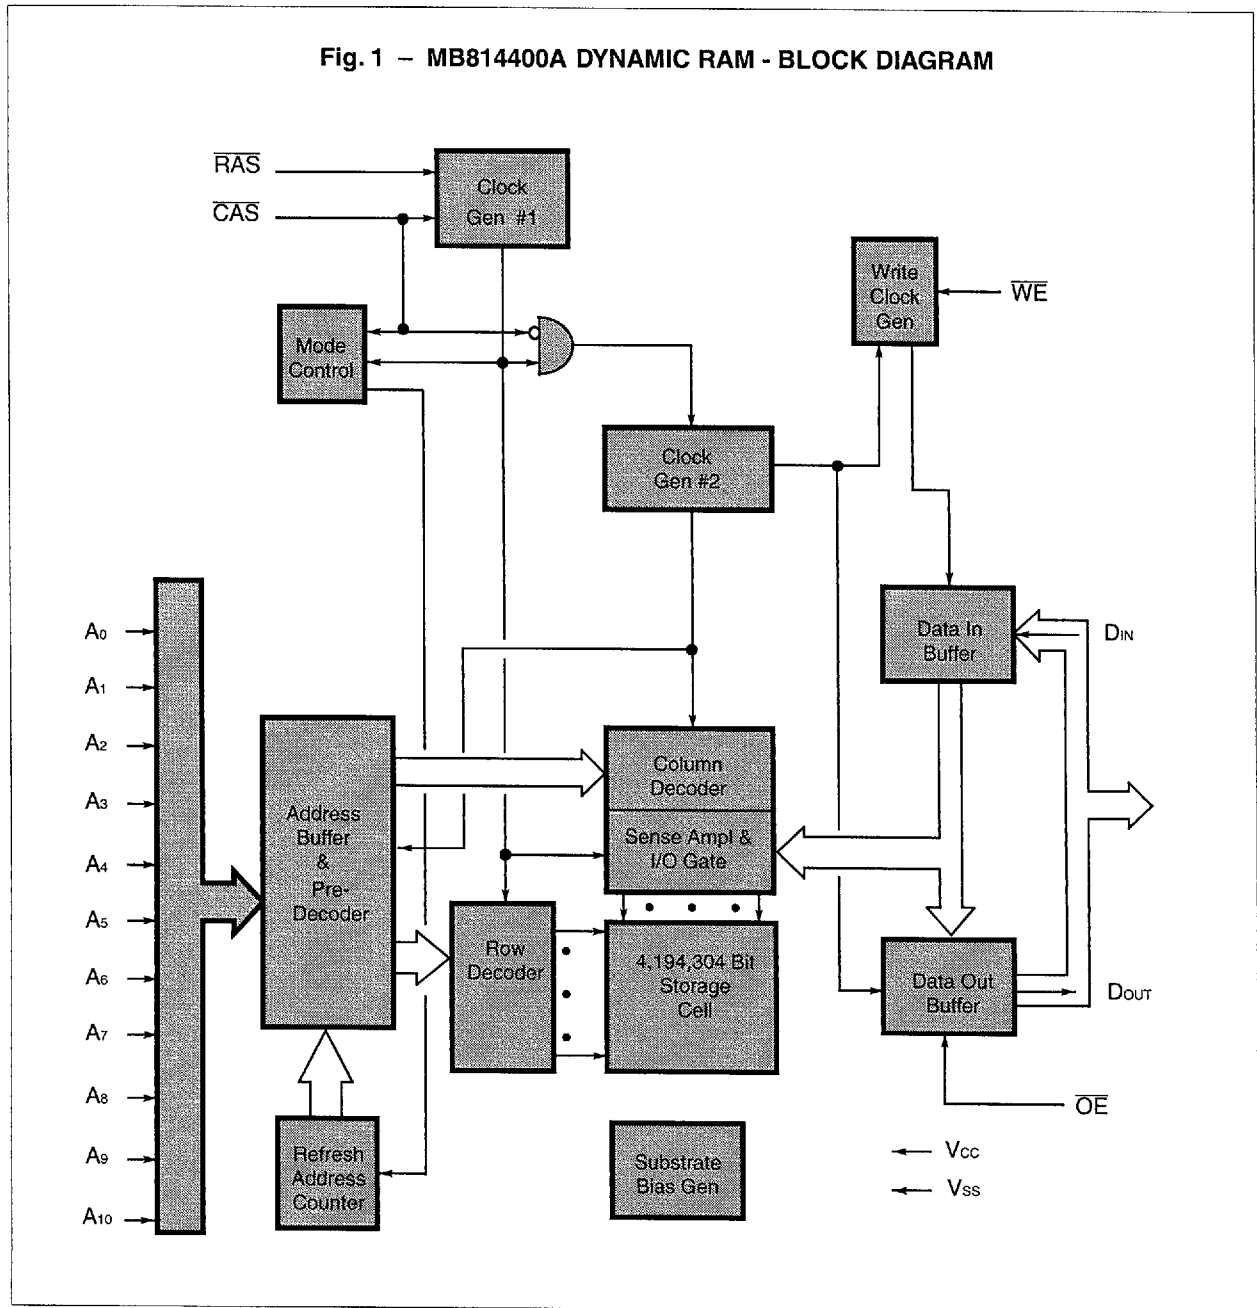 Fig. 1 – MB814400A DYNAMIC RAM - BLOCK DIAGRAM
RAS
CAS
Clock
Gen #1
Write
Clock
Gen
WE
Mode
Control
Clock
Gen #2
A0
A1
A2
A3
A4
A5
A6
A7
A8
A9
A10
Data In
Buffer
DIN
Address
Buffer
&
Pre-
Decoder
Column
Decoder
Sense Ampl &
I/O Gate
Row
Decoder
4,194,304 Bit
Storage
Cell
Data Out
Buffer
DOUT
OE
Refresh
Address
Counter
Substrate
Bias Gen
VCC
VSS